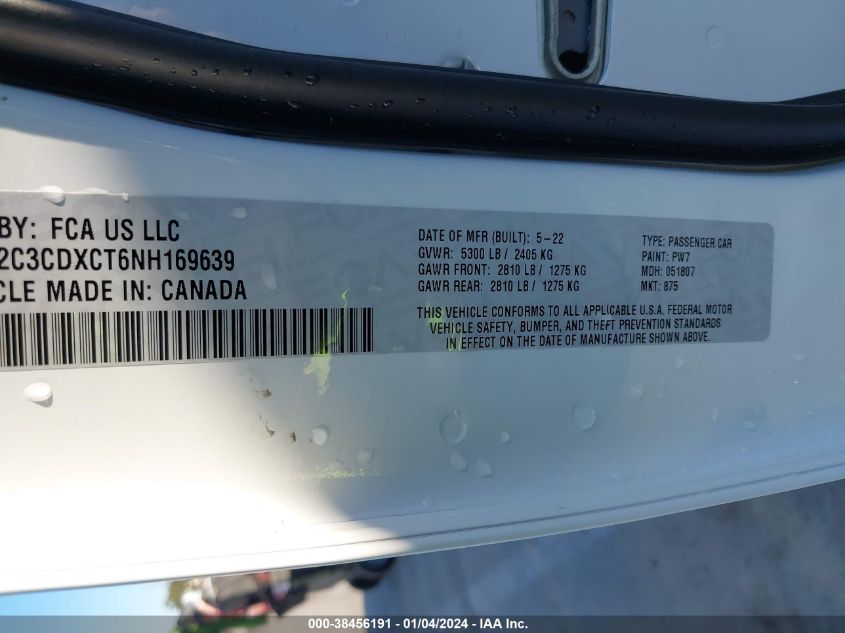 BY: FCA US LLC
2C3CDXCT6NH169639
CLE MADE IN: CANADA
DATE OF MFR (BUILT): 5-22
GVWR: 5300 LB / 2405 KG
GAWR FRONT: 2810 LB / 1275 KG
GAWR REAR: 2810 LB / 1275 KG
TYPE: PASSENGER CAR
PAINT: PW7
MDH: 051807
MKT: 875
THIS VEHICLE CONFORMS TO ALL APPLICABLE U.S.A. FEDERAL MOTOR
VEHICLE SAFETY, BUMPER, AND THEFT PREVENTION STANDARDS
IN EFFECT ON THE DATE OF MANUFACTURE SHOWN ABOVE.
000-38456191 - 01/04/2024 - I-STK.